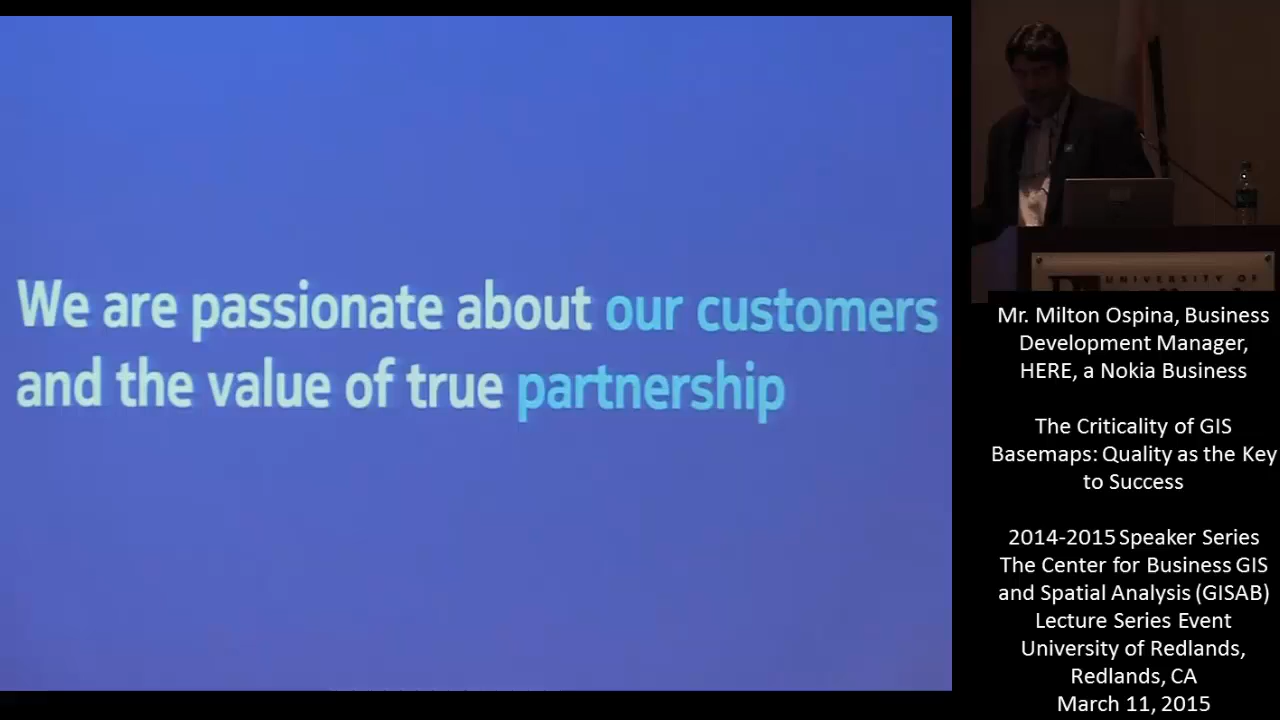 We are passionate about our customers
and the value of true partnership
UNIVERSITY OF
Mr. Milton Ospina, Business
Development Manager,
HERE, a Nokia Business
The Criticality of GIS
Basemaps: Quality as the Key
to Success
2014-2015 Speaker Series
The Center for Business GIS
and Spatial Analysis (GISAB)
Lecture Series Event
University of Redlands,
Redlands, CA
March 11, 2015